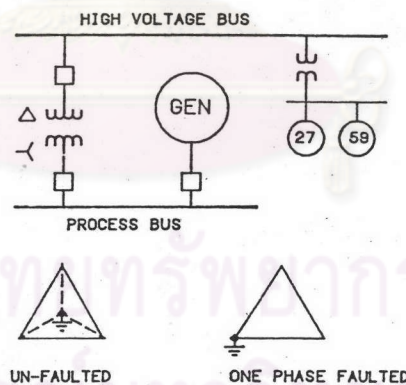 HIGH VOLTAGE BUS
GEN
27
59
PROCESS BUS
UN-FAULTED
ONE PHASE FAULTED